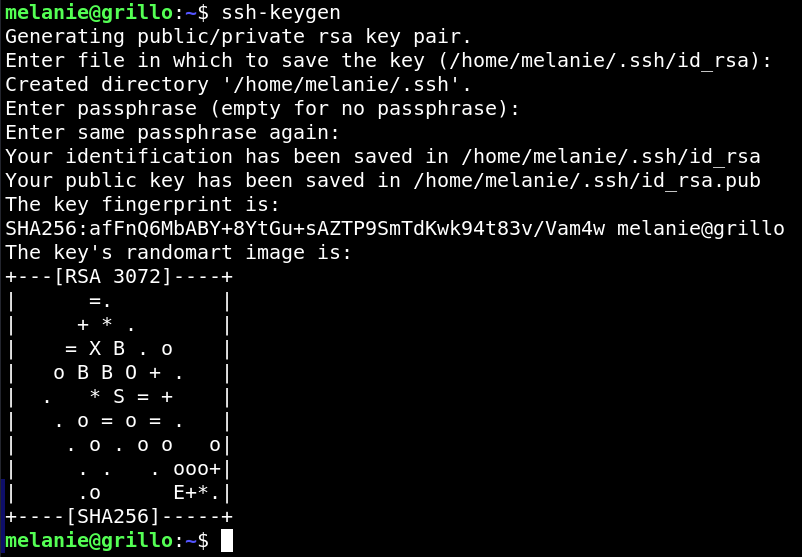 melanie@grillo:~$ ssh-keygen
Generating public/private rsa key pair.
Enter file in which to save the key (/home/melanie/.ssh/id_rsa):
Created directory '/home/melanie/.ssh'.
Enter passphrase (empty for no passphrase):
Enter same passphrase again:
Your identification has been saved in /home/melanie/.ssh/id_rsa
Your public key has been saved in /home/melanie/.ssh/id_rsa.pub
The key fingerprint is:
SHA256:afFnQ6MbABY+8YtGu+sAZTP9SmTdKwk94t83v/Vam4w melanie@grillo
The key's randomart image is:
+---[RSA 3072]----+
|      =.         |
|     + * .       |
|    = X B . o    |
|   o B B O + .   |
|  .   * S = +    |
|   . o = o = .   |
|    . o . o o   o|
|     . .   . ooo+|
|     .o      E+*.|
+----[SHA256]-----+
melanie@grillo:~$